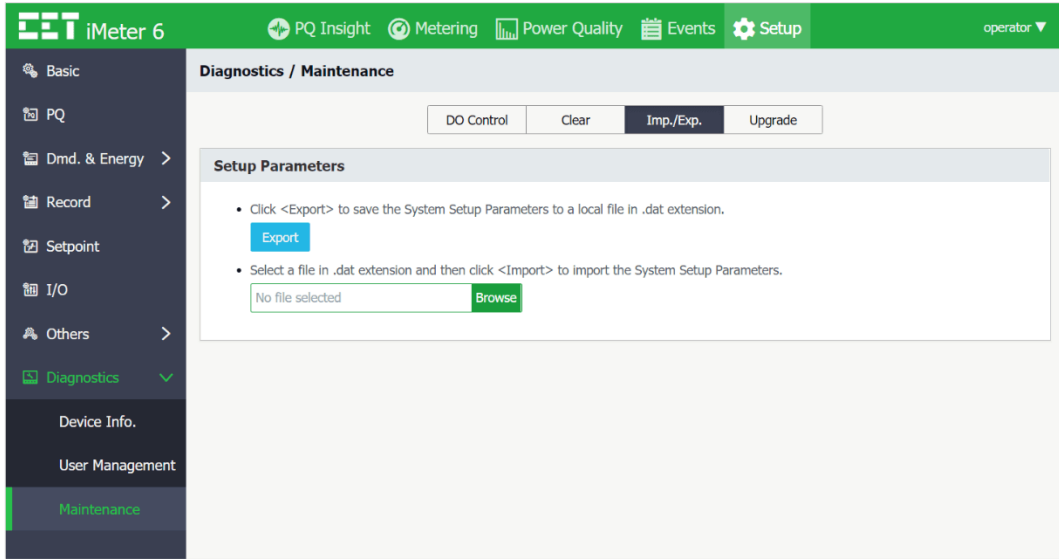 CET iMeter 6
PQ Insight Metering Power Quality Events Setup operator ▼
Basic
PQ
Dmd. & Energy
Record
Setpoint
I/O
Others
Diagnostics
Device Info.
User Management
Maintenance
Diagnostics / Maintenance
DO Control Clear Imp./Exp. Upgrade
Setup Parameters
• Click <Export> to save the System Setup Parameters to a local file in .dat extension.
Export
• Select a file in .dat extension and then click <Import> to import the System Setup Parameters.
No file selected Browse